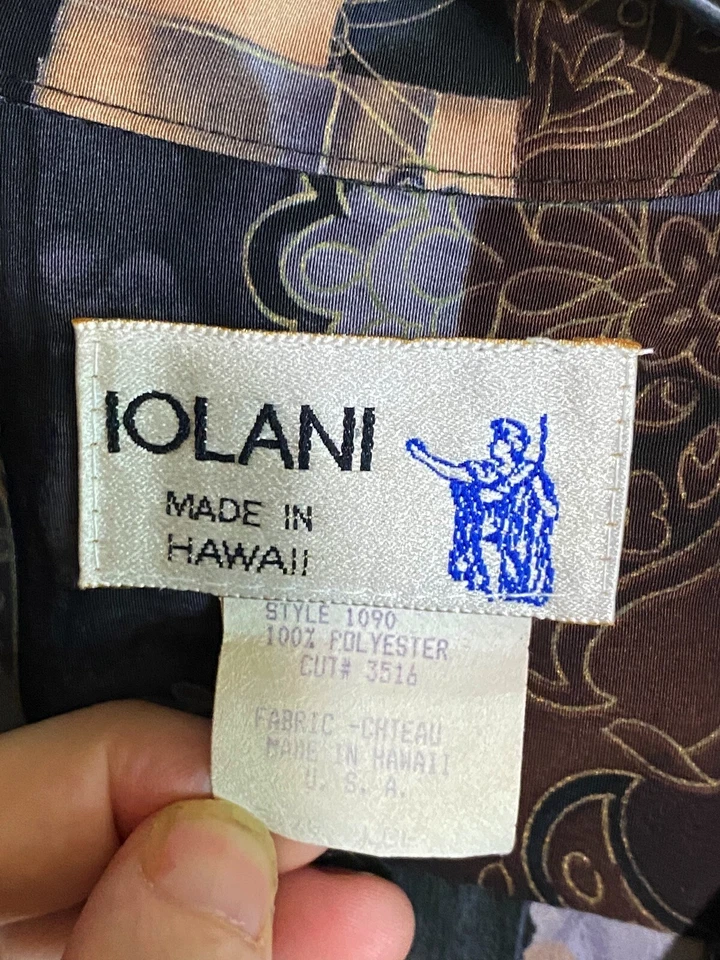 IOLANI
MADE IN
HAWAII
STYLE 1090
100% POLYESTER
CUT# 3516
FABRIC -CHTEAU
MADE IN HAWAII
U. S. A.